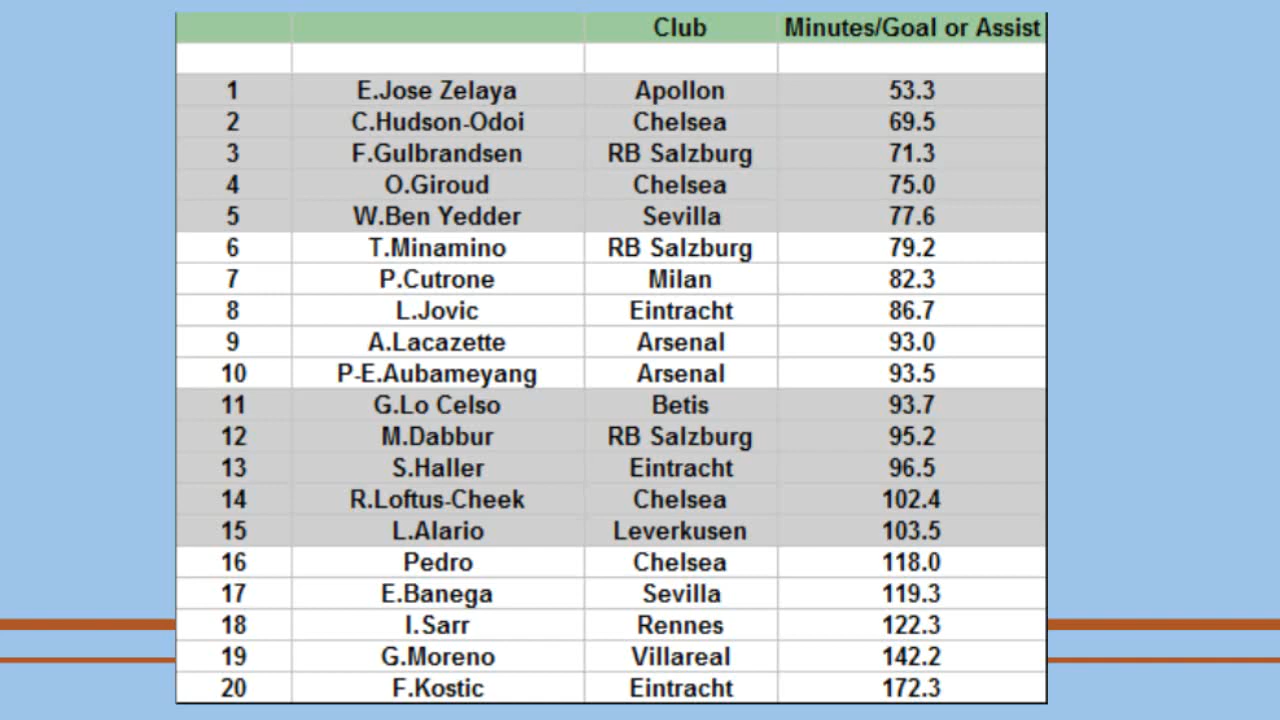 Club Minutes/Goal or Assist
1 E.Jose Zelaya Apollon 53.3
2 C.Hudson-Odoi Chelsea 69.5
3 F.Gulbrandsen RB Salzburg 71.3
4 O.Giroud Chelsea 75.0
5 W.Ben Yedder Sevilla 77.6
6 T.Minamino RB Salzburg 79.2
7 P.Cutrone Milan 82.3
8 L.Jovic Eintracht 86.7
9 A.Lacazette Arsenal 93.0
10 P-E.Aubameyang Arsenal 93.5
11 G.Lo Celso Betis 93.7
12 M.Dabbur RB Salzburg 95.2
13 S.Haller Eintracht 96.5
14 R.Loftus-Cheek Chelsea 102.4
15 L.Alario Leverkusen 103.5
16 Pedro Chelsea 118.0
17 E.Banega Sevilla 119.3
18 I.Sarr Rennes 122.3
19 G.Moreno Villareal 142.2
20 F.Kostic Eintracht 172.3